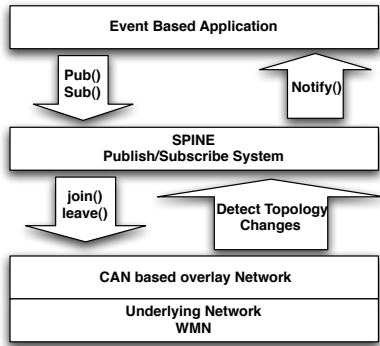 Event Based Application
Pub()
Sub()
Notify()
SPINE
Publish/Subscribe System
join()
leave()
Detect Topology
Changes
CAN based overlay Network
Underlying Network
WMN